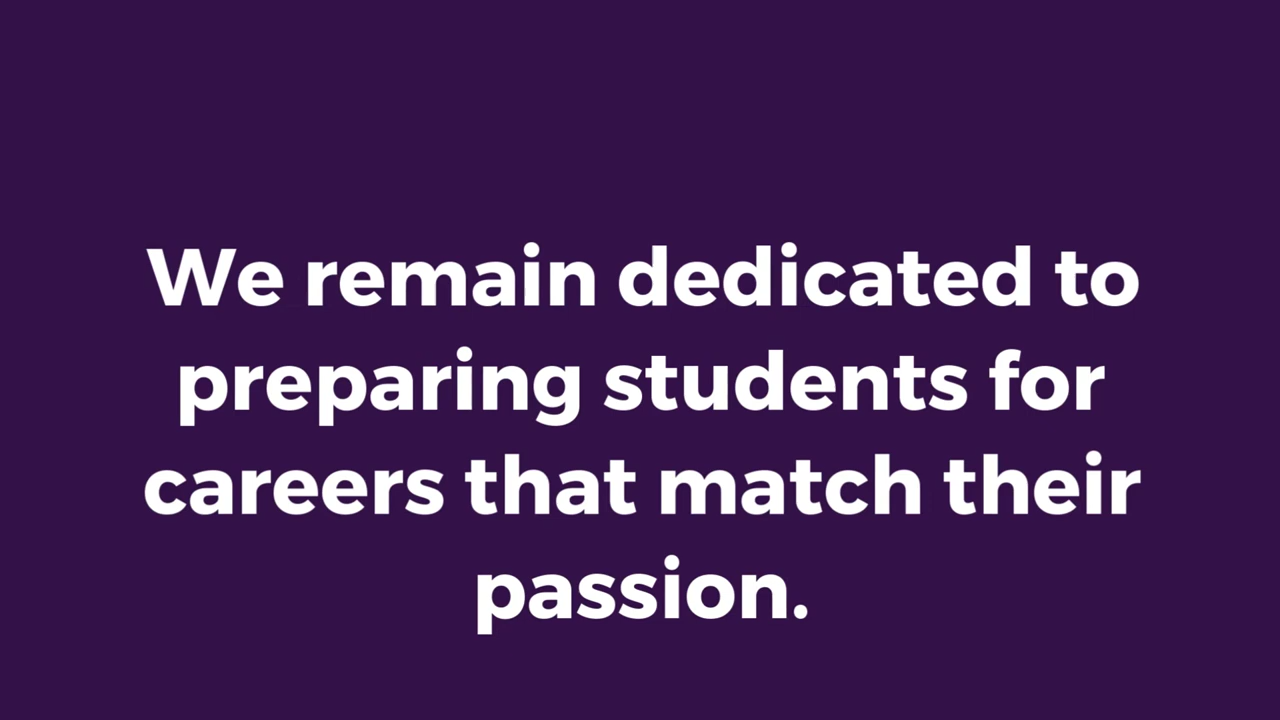 We remain dedicated to
preparing students for
careers that match their
passion.